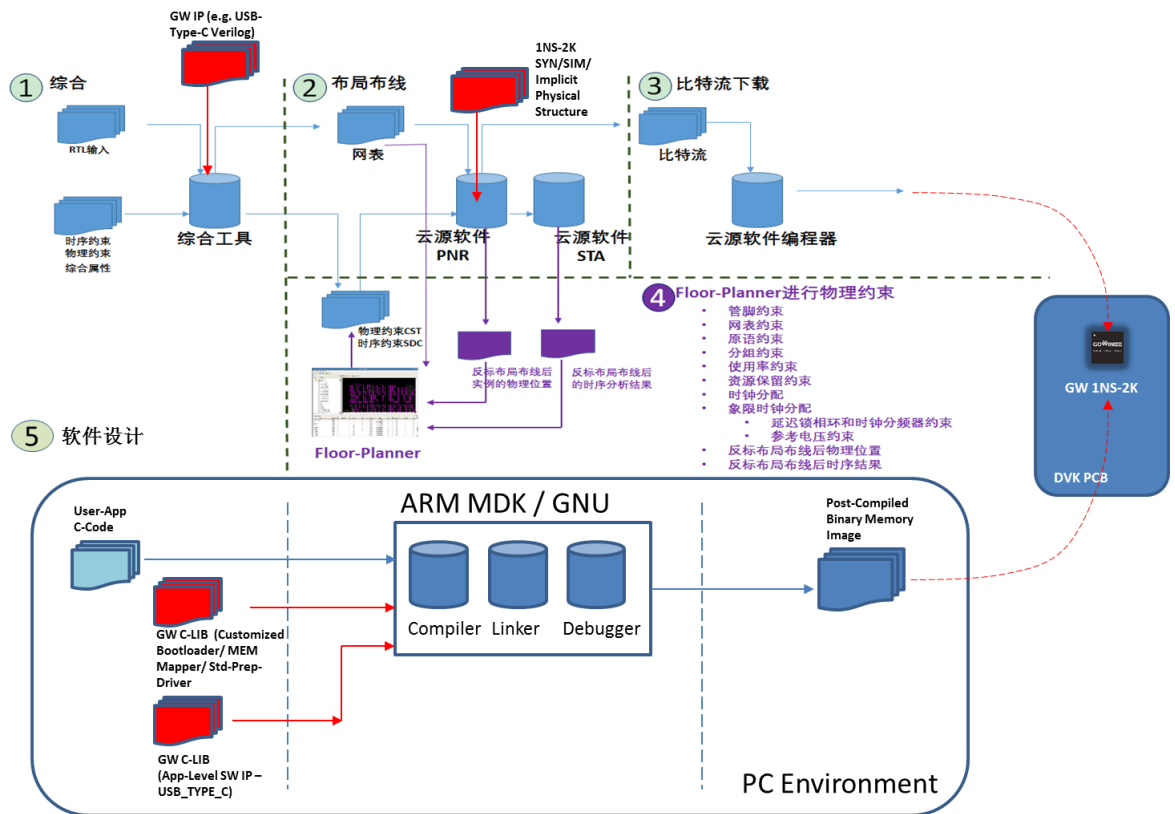 GW IP (e.g. USB-
Type-C Verilog)
1NS-2K
SYN/SIM/
Implicit
Physical
Structure
1 综合
2 布局布线
3 比特流下载
RTL输入
网表
比特流
时序约束
物理约束
综合属性
综合工具
云源软件
PNR
云源软件
STA
云源软件编程器
物理约束CST
时序约束SDC
反标布局布线后
实例的物理位置
反标布局布线后
的时序分析结果
Floor-Planner
4 Floor-Planner进行物理约束
• 管脚约束
• 网表约束
• 原语约束
• 分组约束
• 使用率约束
• 资源保留约束
• 时钟分配
• 象限时钟分配
• 延迟锁相环和时钟分频器约束
• 参考电压约束
• 反标布局布线后物理位置
• 反标布局布线后时序结果
GOWIN
GW 1NS-2K
DVK PCB
5 软件设计
User-App
C-Code
ARM MDK / GNU
Compiler
Linker
Debugger
Post-Compiled
Binary Memory
Image
GW C-LIB (Customized
Bootloader/ MEM
Mapper/ Std-Prep-
Driver
GW C-LIB
(App-Level SW IP –
USB_TYPE_C)
PC Environment